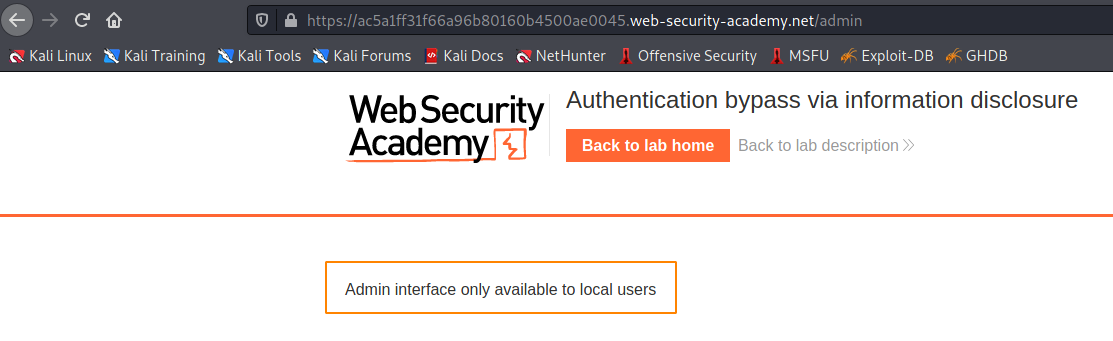 https://ac5a1ff31f66a96b80160b4500ae0045.web-security-academy.net/admin
Kali Linux Kali Training Kali Tools Kali Forums Kali Docs NetHunter Offensive Security MSFU Exploit-DB GHDB
Web Security
Academy
Authentication bypass via information disclosure
Back to lab home Back to lab description
Admin interface only available to local users